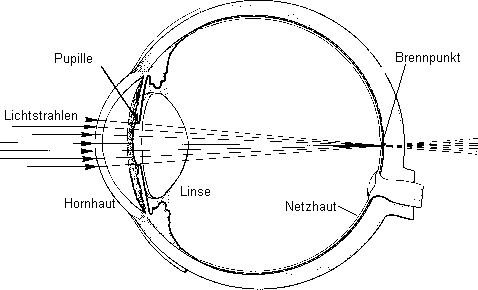 Pupille
Brennpunkt
Lichtstrahlen
Linse
Hornhaut
Netzhaut